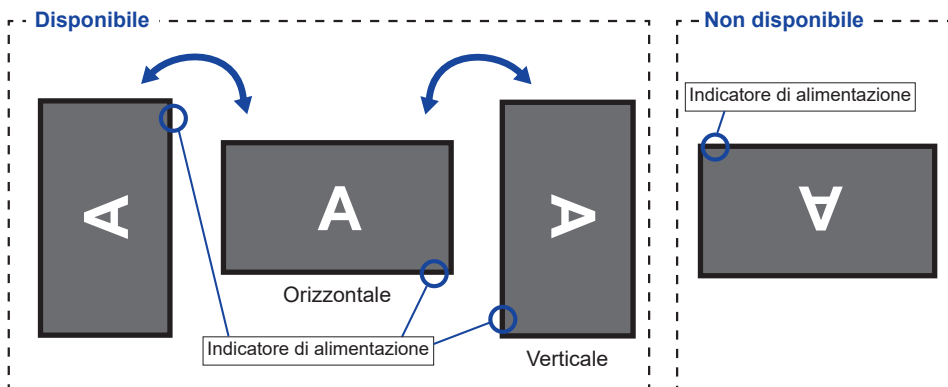 Disponibile
Non disponibile
Indicatore di alimentazione
A
A
A
A
Orizzontale
Indicatore di alimentazione
Verticale